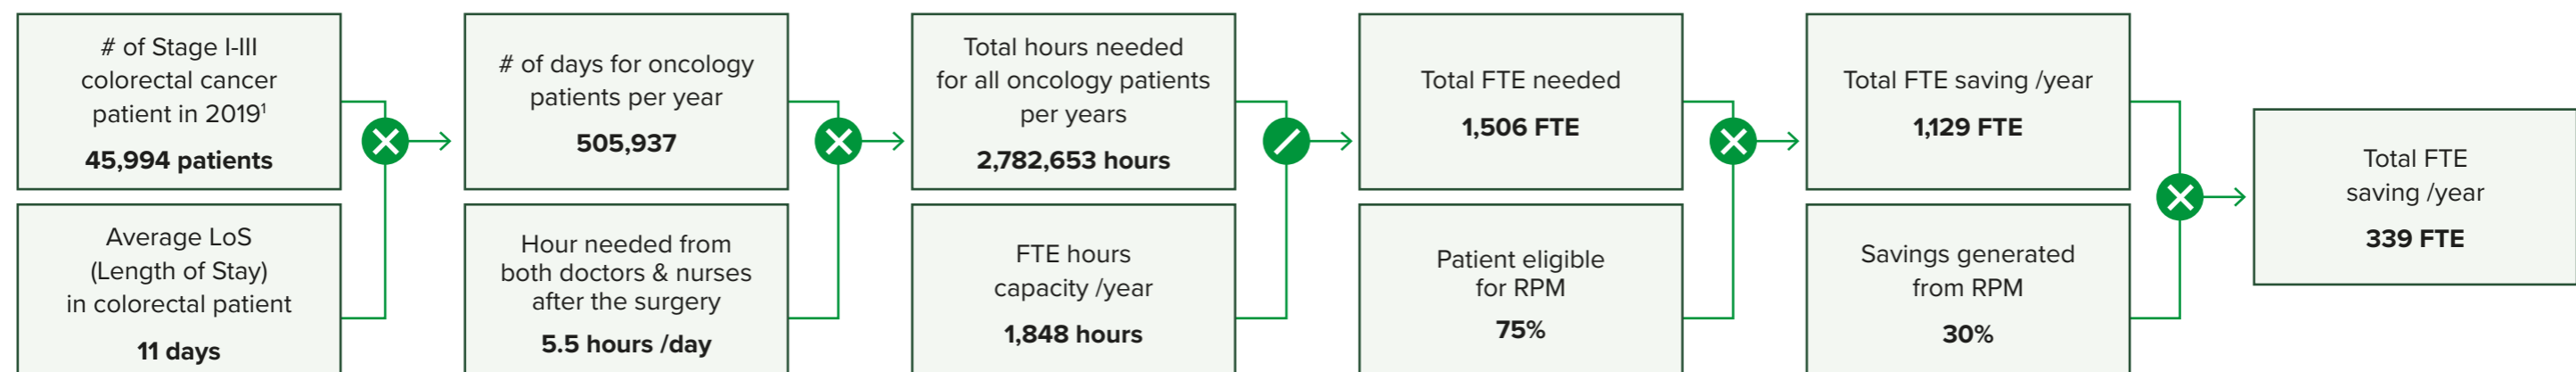 # of Stage I-III
colorectal cancer
patient in 2019¹
45,994 patients
Average LoS
(Length of Stay)
in colorectal patient
11 days
# of days for oncology
patients per year
505,937
Hour needed from
both doctors & nurses
after the surgery
5.5 hours /day
Total hours needed
for all oncology patients
per years
2,782,653 hours
FTE hours
capacity /year
1,848 hours
Total FTE needed
1,506 FTE
Patient eligible
for RPM
75%
Total FTE saving /year
1,129 FTE
Savings generated
from RPM
30%
Total FTE
saving /year
339 FTE